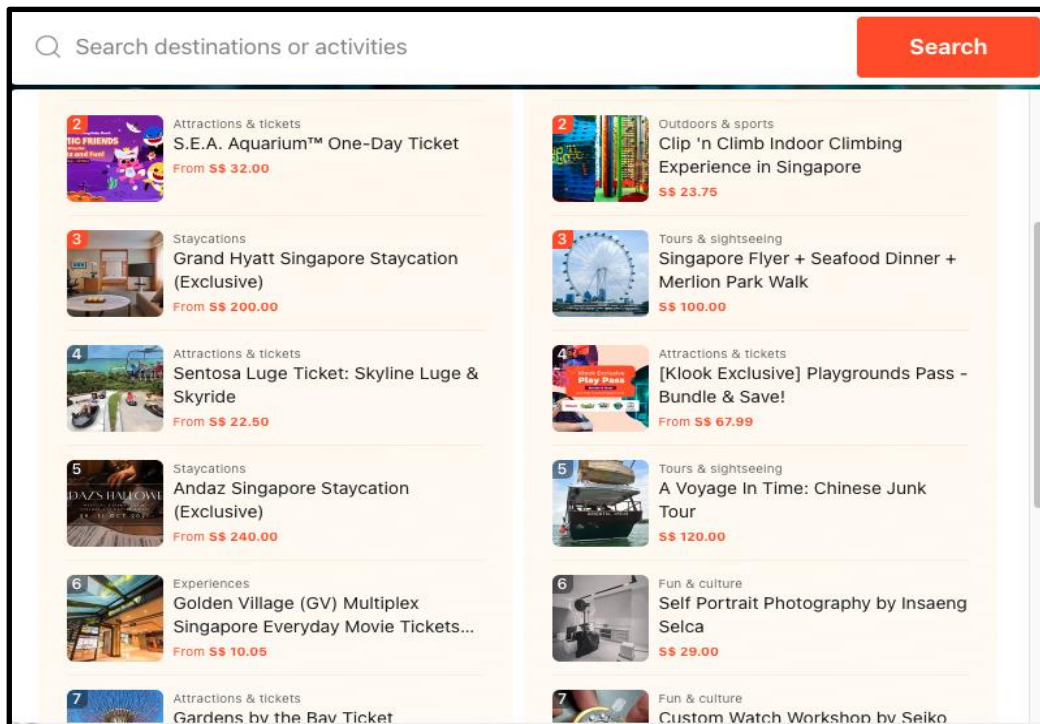 Search destinations or activities
Search
2
Attractions & tickets
S.E.A. Aquarium™ One-Day Ticket
From S$ 32.00
3
Staycations
Grand Hyatt Singapore Staycation
(Exclusive)
From S$ 200.00
4
Attractions & tickets
Sentosa Luge Ticket: Skyline Luge &
Skyride
From S$ 22.50
5
Staycations
Andaz Singapore Staycation
(Exclusive)
From S$ 240.00
6
Experiences
Golden Village (GV) Multiplex
Singapore Everyday Movie Tickets...
From S$ 10.05
7
Attractions & tickets
Gardens by the Bay Ticket
2
Outdoors & sports
Clip 'n Climb Indoor Climbing
Experience in Singapore
S$ 23.75
3
Tours & sightseeing
Singapore Flyer + Seafood Dinner +
Merlion Park Walk
S$ 100.00
4
Klook Exclusive
Play Pass
Attractions & tickets
[Klook Exclusive] Playgrounds Pass -
Bundle & Save!
From S$ 67.99
5
Tours & sightseeing
A Voyage In Time: Chinese Junk
Tour
S$ 120.00
6
Fun & culture
Self Portrait Photography by Insaeng
Selca
S$ 29.00
7
Fun & culture
Custom Watch Workshop by Seiko